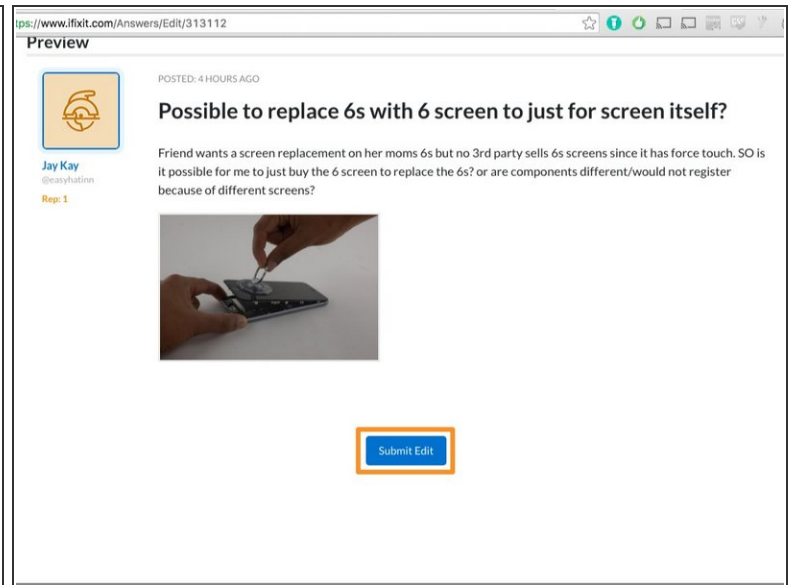 tps://www.ifixit.com/Answers/Edit/313112
Preview
POSTED: 4 HOURS AGO
Possible to replace 6s with 6 screen to just for screen itself?
Jay Kay
@easyhatinn
Rep: 1
Friend wants a screen replacement on her moms 6s but no 3rd party sells 6s screens since it has force touch. SO is
it possible for me to just buy the 6 screen to replace the 6s? or are components different/would not register
because of different screens?
Submit Edit